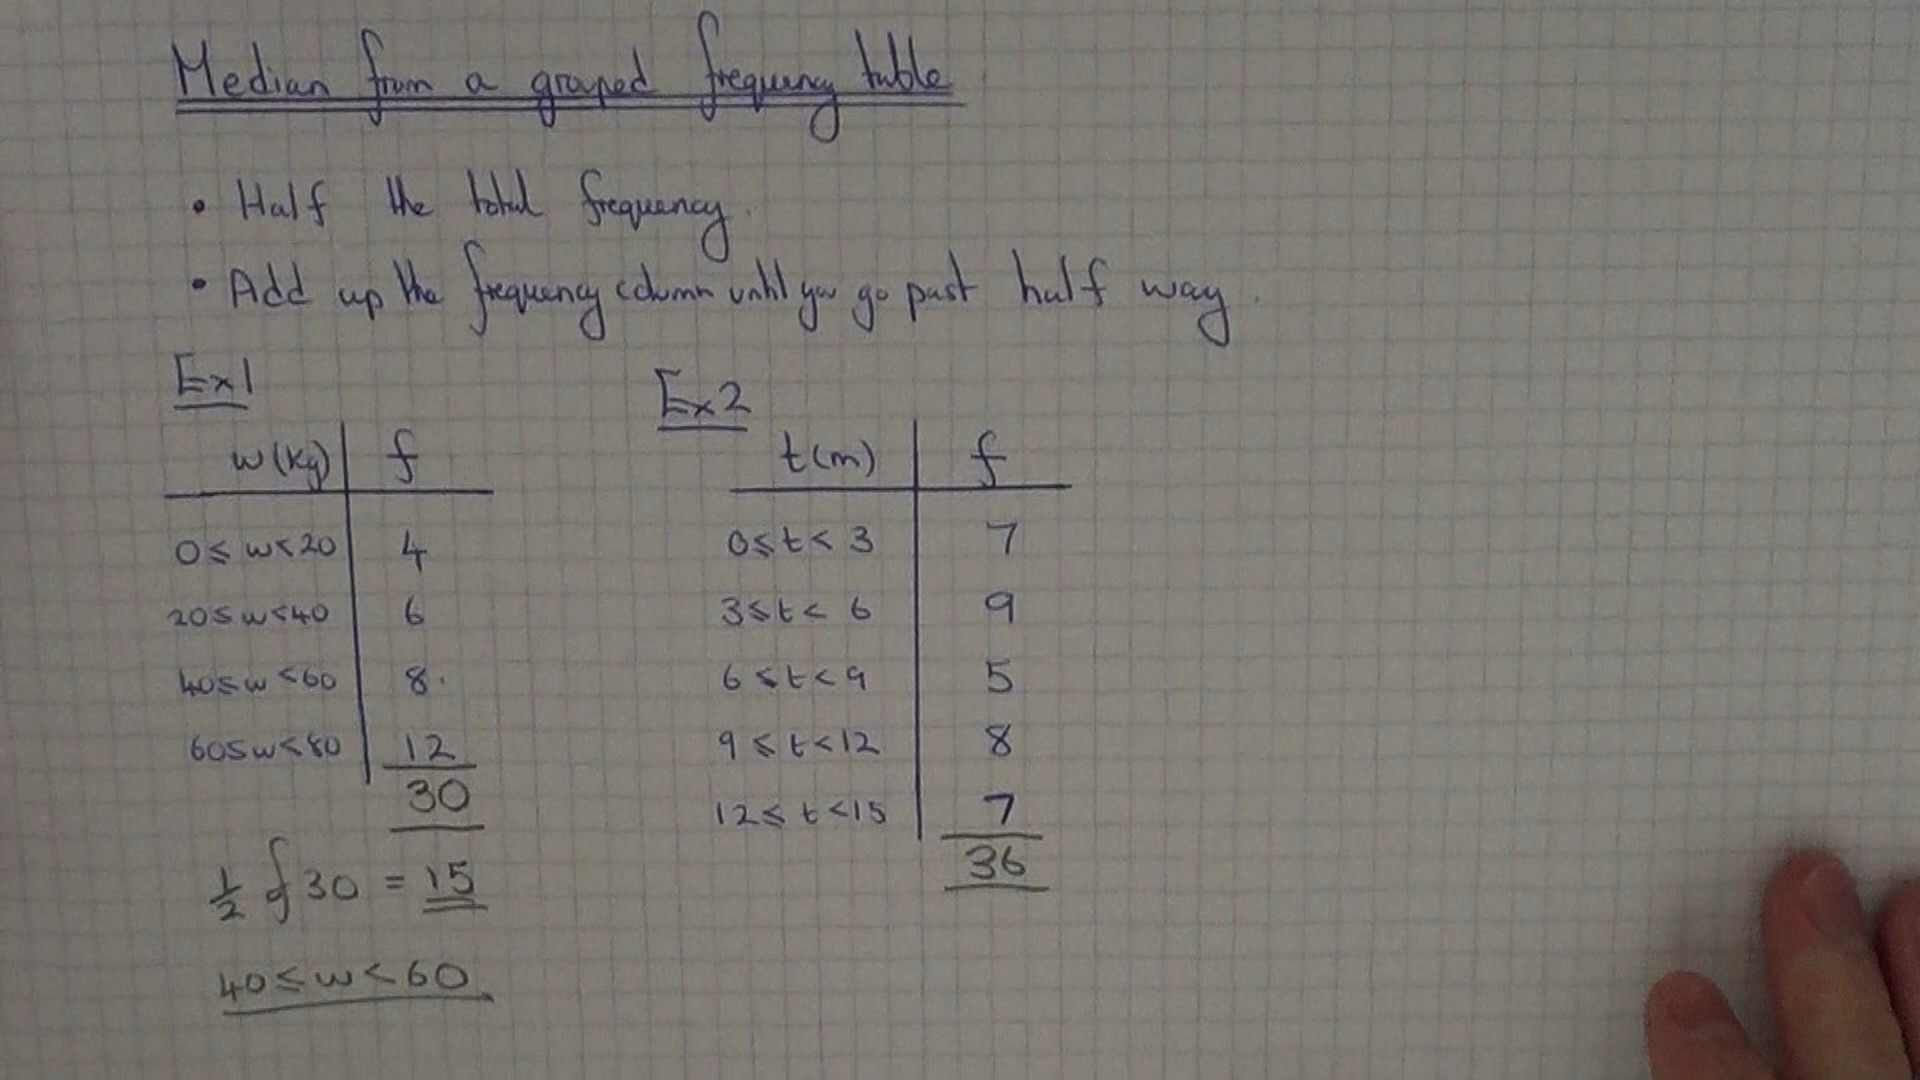 Median from a grouped frequency table
• Half the total frequency.
• Add up the frequency column until you go past half way.
Ex1
w (kg) f
0 ≤ w < 20 4
20 ≤ w < 40 6
40 ≤ w < 60 8
60 ≤ w < 80 12
30
½ of 30 = 15
40 ≤ w < 60
Ex2
t (m) f
0 ≤ t < 3 7
3 ≤ t < 6 9
6 ≤ t < 9 5
9 ≤ t < 12 8
12 ≤ t < 15 7
36